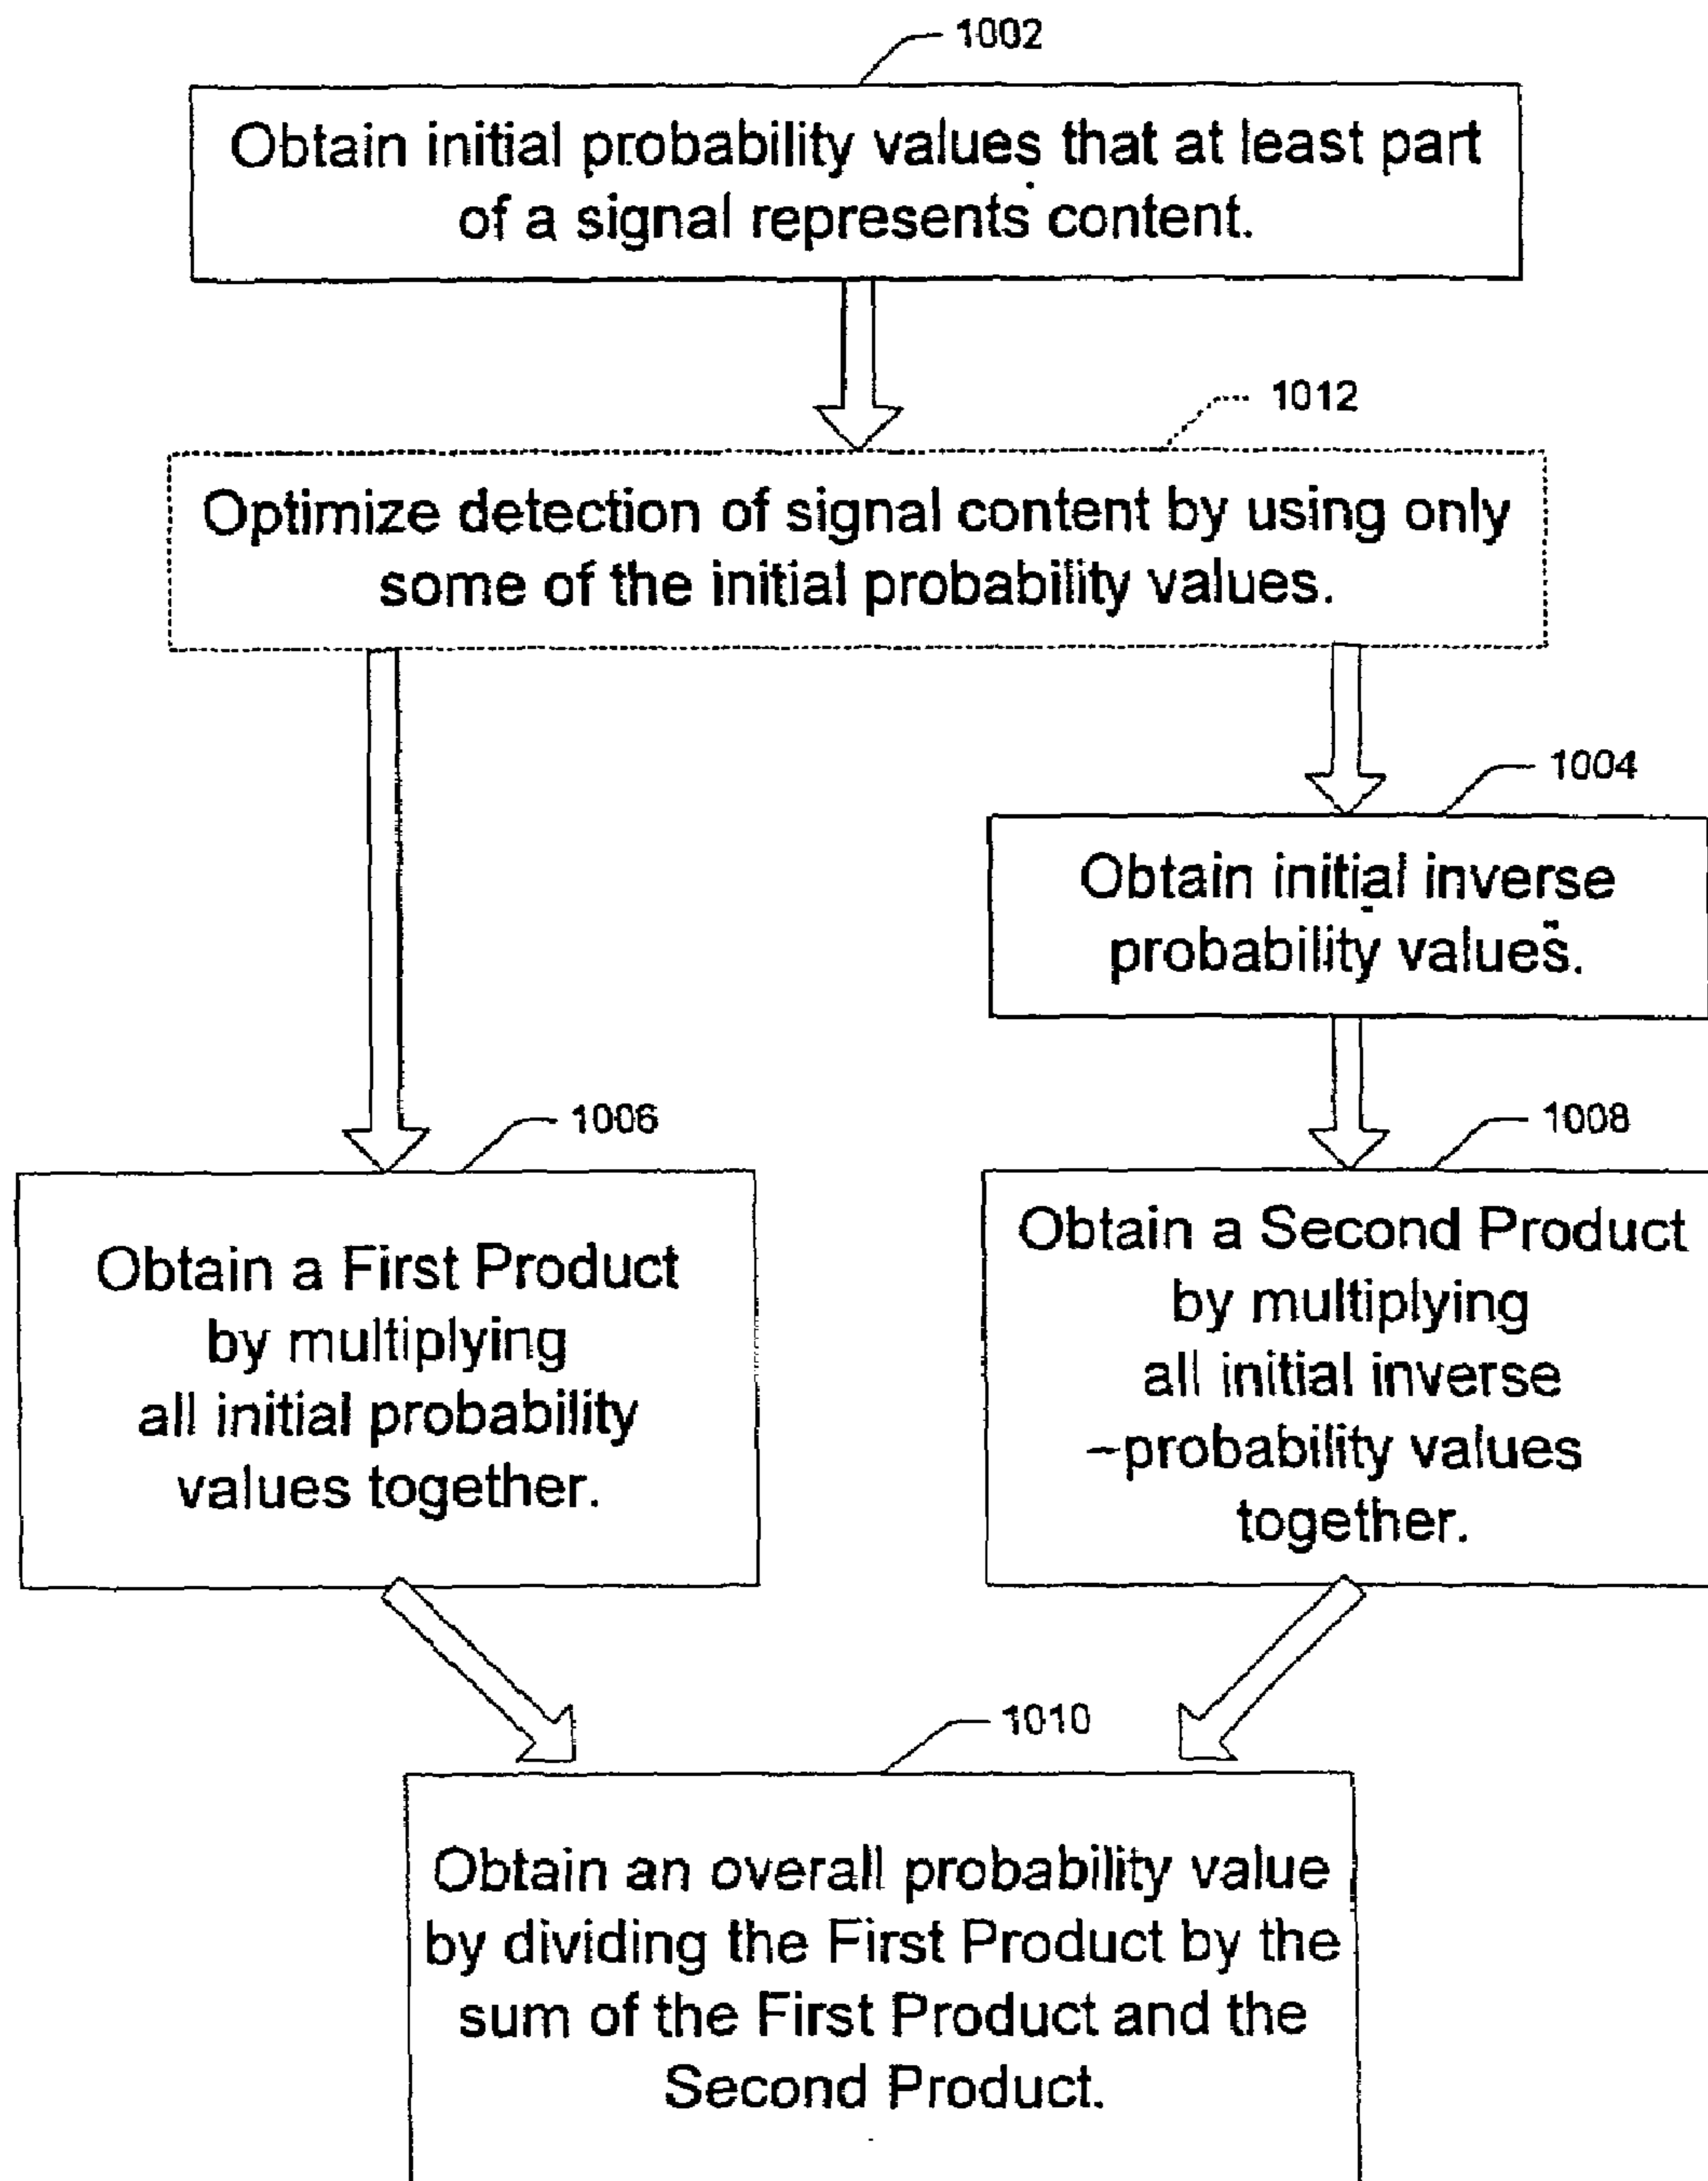 1002
Obtain initial probability values that at least part
of a signal represents content.
1012
Optimize detection of signal content by using only
some of the initial probability values.
1004
Obtain initial inverse
probability values.
1006
Obtain a First Product
by multiplying
all initial probability
values together.
1008
Obtain a Second Product
by multiplying
all initial inverse
–probability values
together.
1010
Obtain an overall probability value
by dividing the First Product by the
sum of the First Product and the
Second Product.